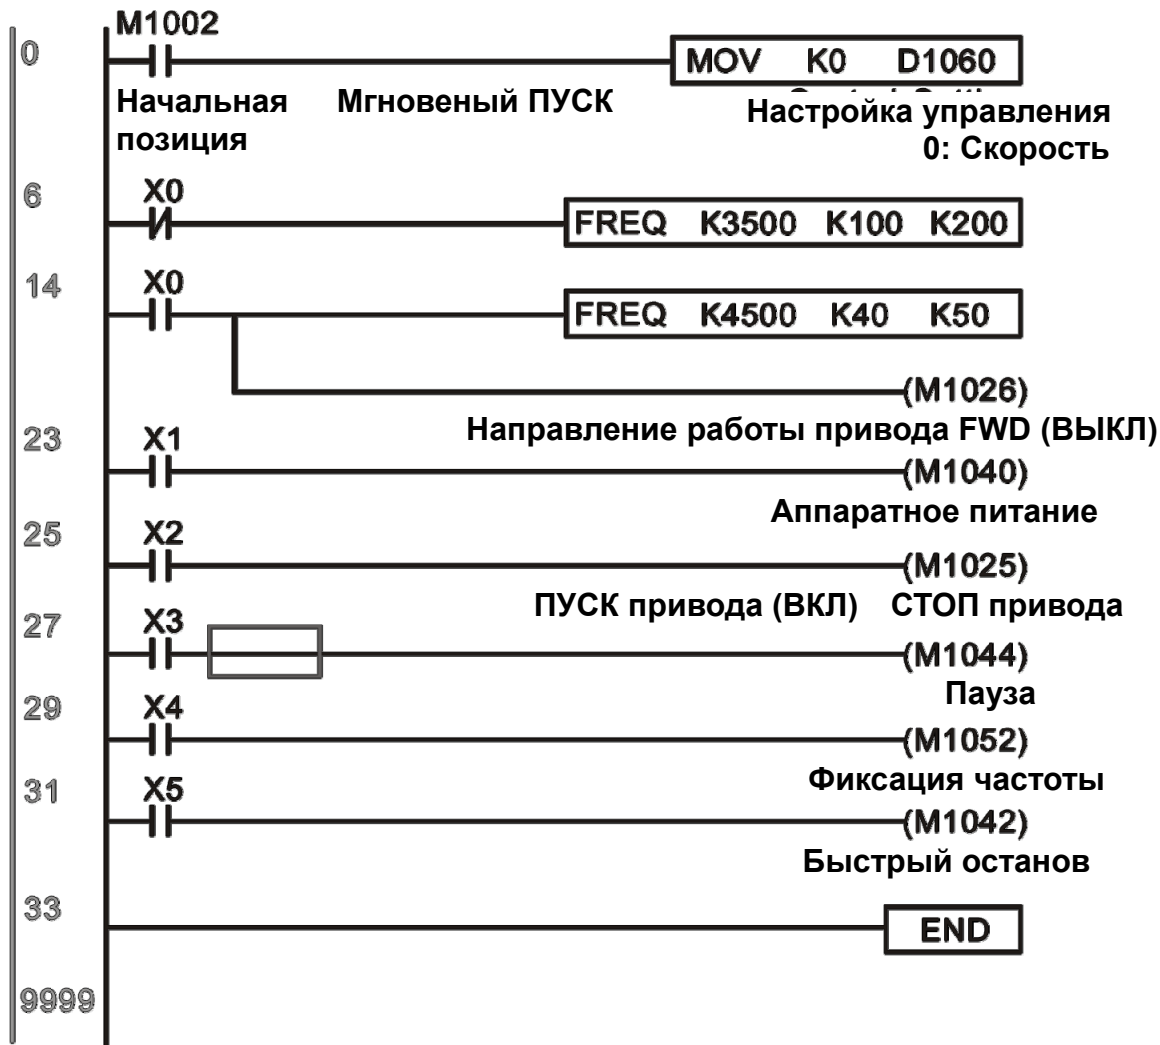 M1002
0
MOV K0 D1060
Начальная позиция
Мгновеный ПУСК
Настройка управления
0: Скорость
6
X0
FREQ K3500 K100 K200
14
X0
FREQ K4500 K40 K50
(M1026)
Направление работы привода FWD (ВЫКЛ)
23
X1
(M1040)
Аппаратное питание
25
X2
(M1025)
ПУСК привода (ВКЛ) СТОП привода
27
X3
(M1044)
Пауза
29
X4
(M1052)
Фиксация частоты
31
X5
(M1042)
Быстрый останов
33
END
9999